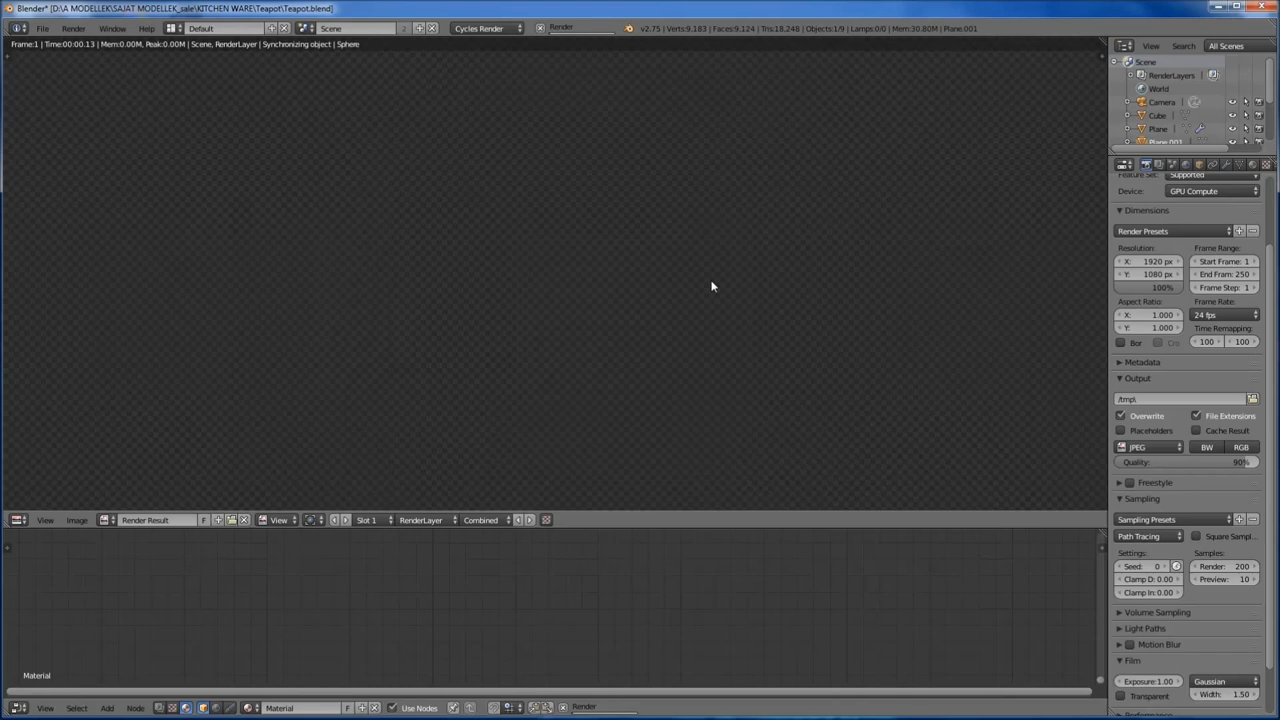 Blender* [D:\A MODELLEK\SAJAT MODELLEK_sale\KITCHEN WARE\Teapot\Teapot.blend]
File Render Window Help Default Scene 2 Cycles Render Render v2.75 | Verts:9,183 | Faces:9,124 | Tris:18,248 | Objects:1/9 | Lamps:0/0 | Mem:30.80M | Plane.001
Frame:1 | Time:00:00.13 | Mem:0.00M, Peak:0.00M | Scene, RenderLayer | Synchronizing object | Sphere
View Search All Scenes
Scene
RenderLayers
World
Camera
Cube
Plane
Plane.001
Feature Set: Supported
Device: GPU Compute
Dimensions
Render Presets
Resolution: Frame Range:
X: 1920 px Start Frame: 1
Y: 1080 px End Fram: 250
100% Frame Step: 1
Aspect Ratio: Frame Rate:
X: 1.000 24 fps
Y: 1.000 Time Remapping:
Bor Cro 100 100
Metadata
Output
/tmp\
Overwrite File Extensions
Placeholders Cache Result
JPEG BW RGB
Quality: 90%
Freestyle
Sampling
Sampling Presets
Path Tracing Square Sampl...
Settings: Samples:
Seed: 0 Render: 200
Clamp D: 0.00 Preview: 10
Clamp In: 0.00
Volume Sampling
Light Paths
Motion Blur
Film
Exposure: 1.00 Gaussian
Transparent Width: 1.50
Performance
View Image Render Result F View Slot 1 RenderLayer Combined
Material
View Select Add Node Material F Use Nodes Render